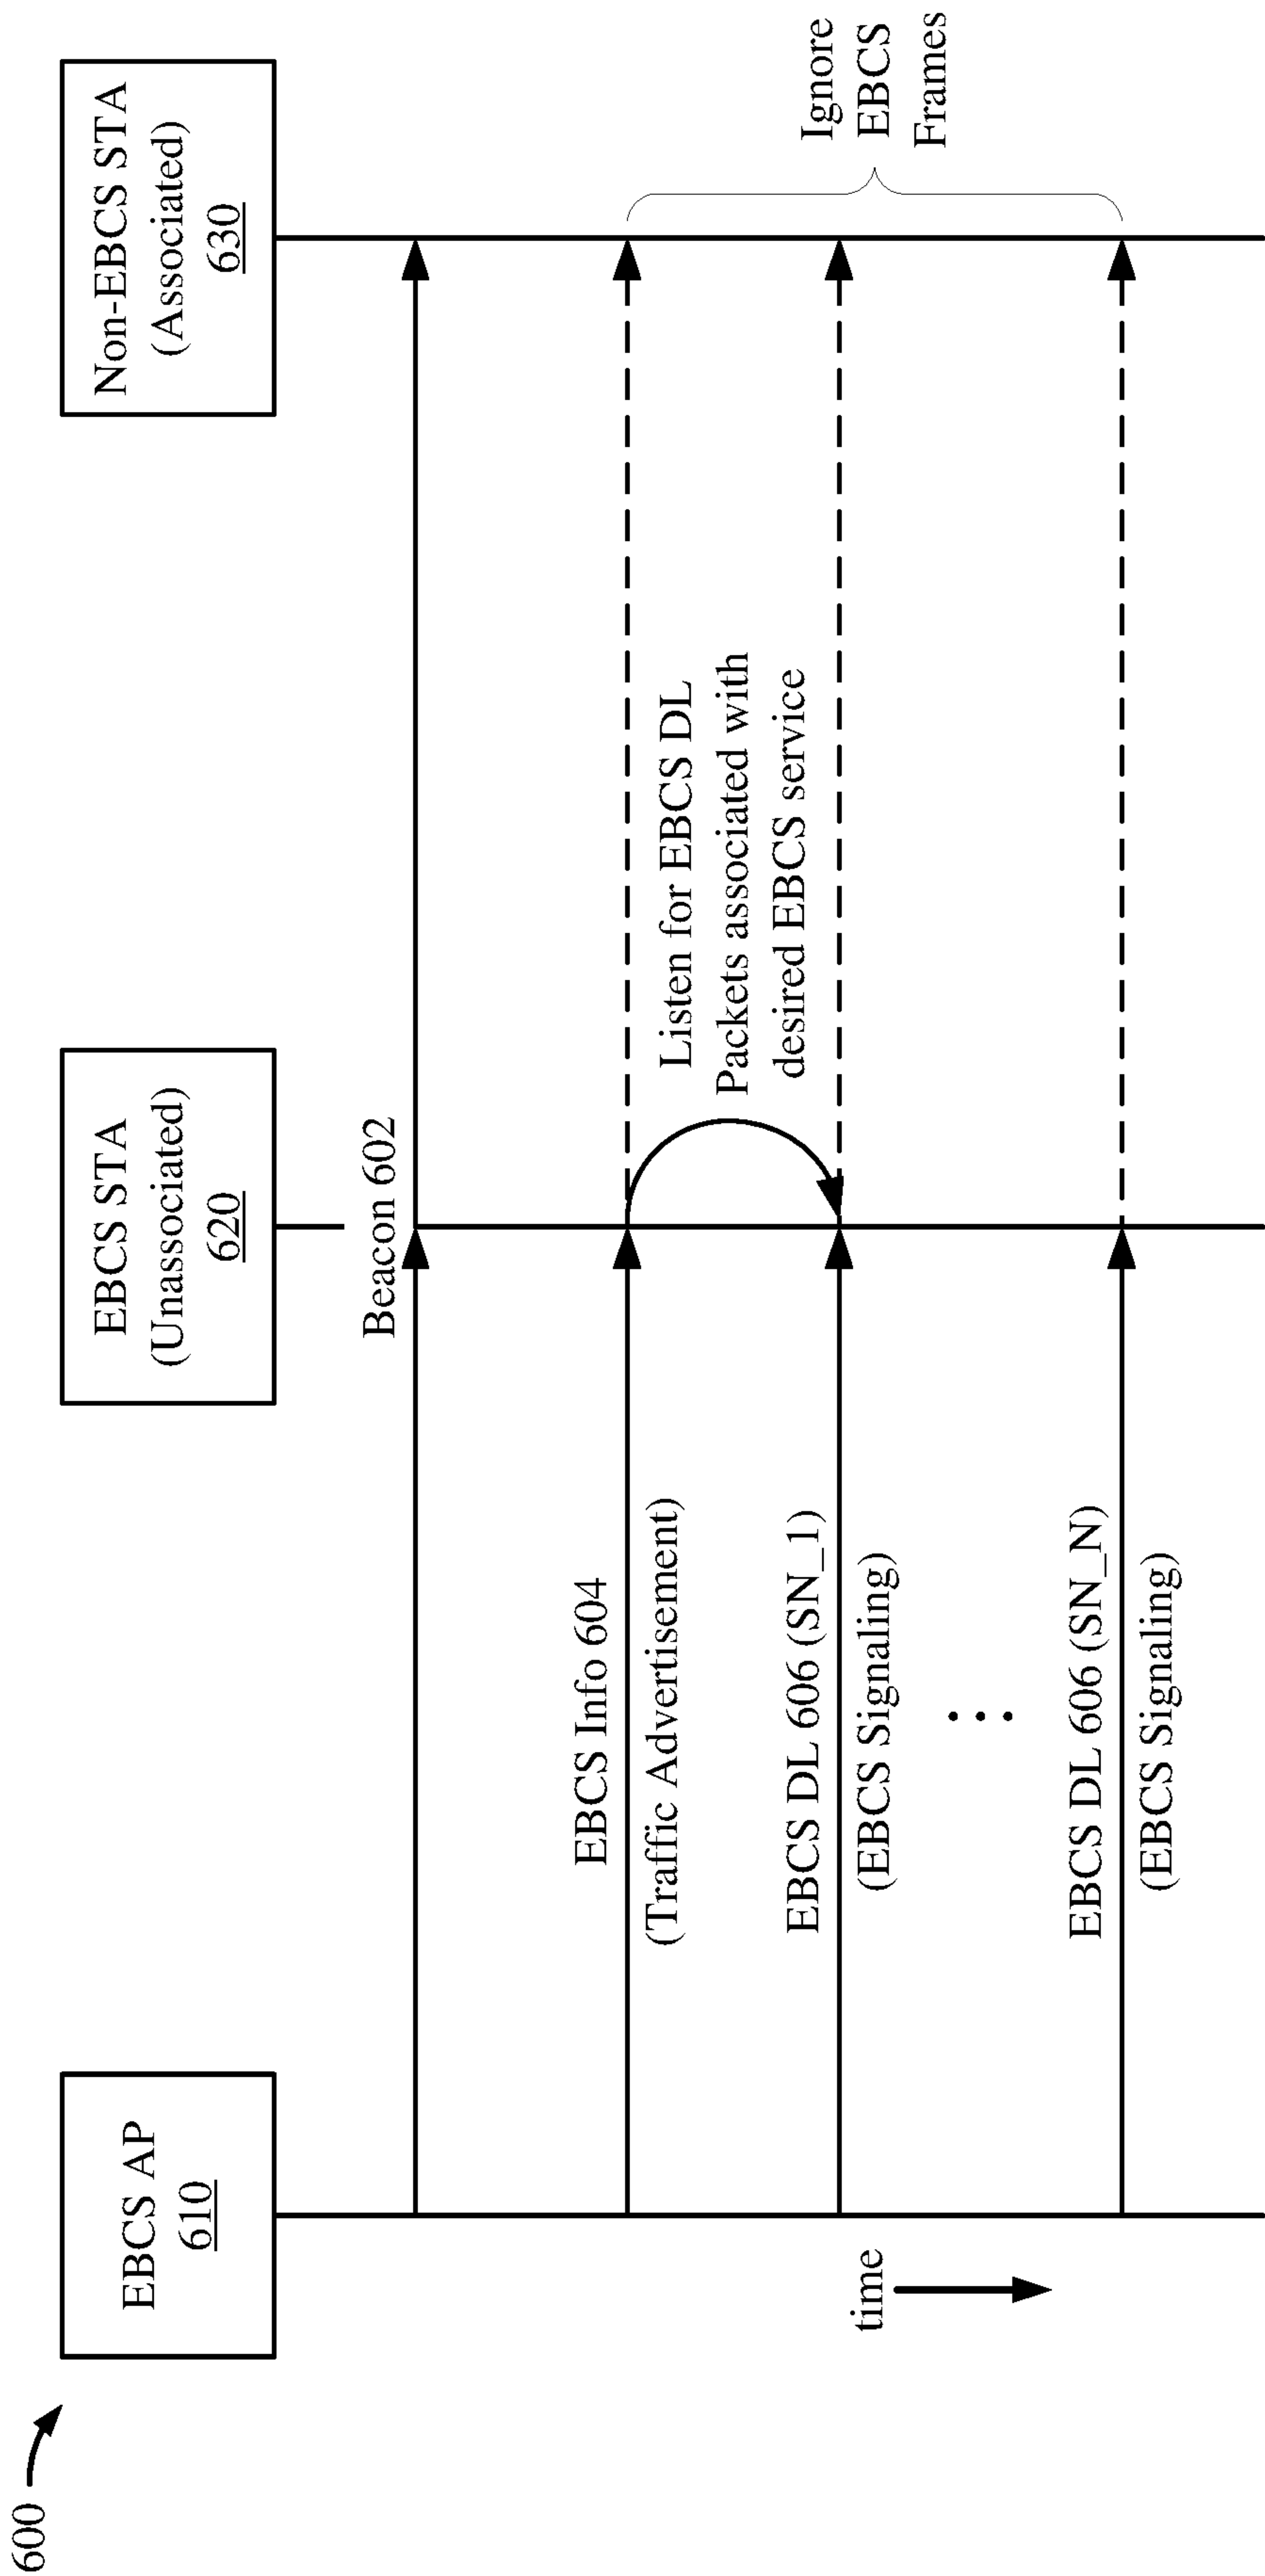 600
EBCS AP
610
EBCS STA
(Unassociated)
620
Non-EBCS STA
(Associated)
630
Beacon 602
EBCS Info 604
(Traffic Advertisement)
Listen for EBCS DL
Packets associated with
desired EBCS service
EBCS DL 606 (SN_1)
(EBCS Signaling)
EBCS DL 606 (SN_N)
(EBCS Signaling)
Ignore
EBCS
Frames
time